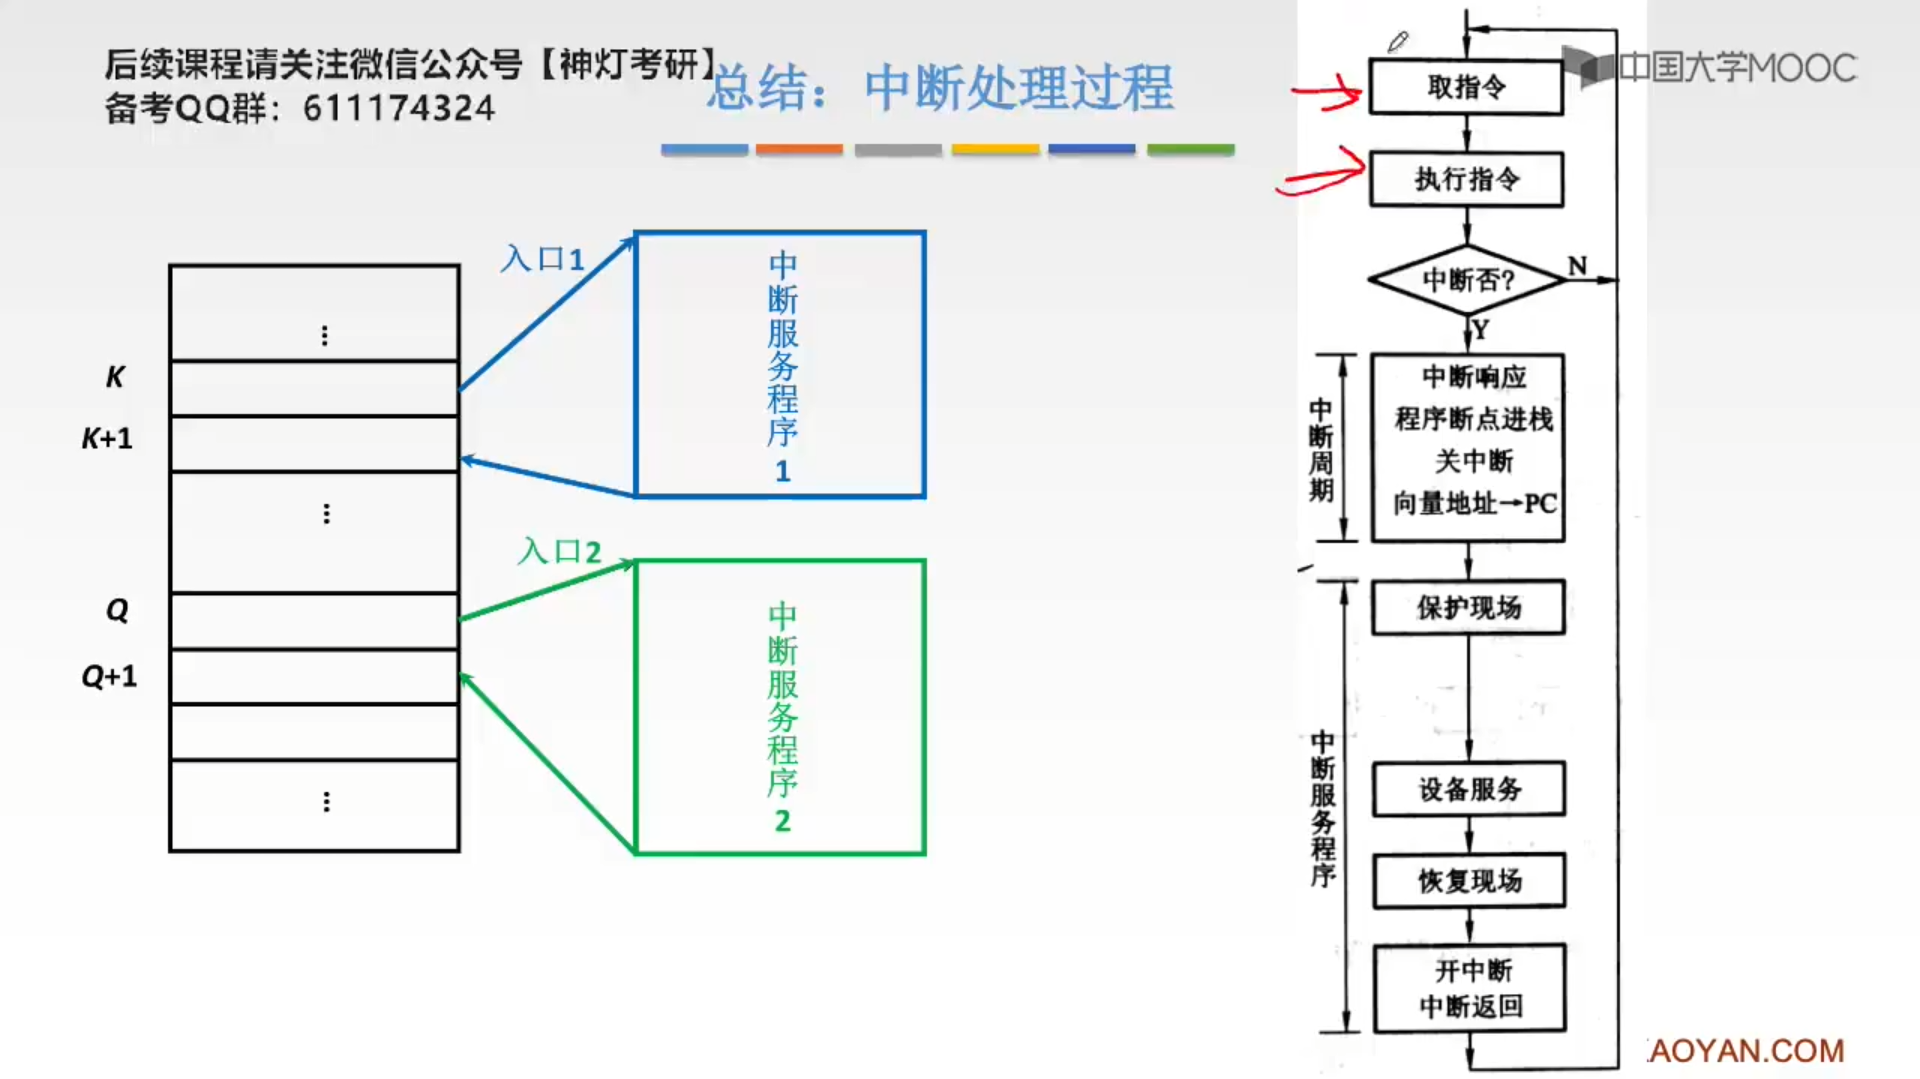 后续课程请关注微信公众号【神灯考研】
备考QQ群：611174324
总结：中断处理过程
中国大学MOOC
K
K+1
Q
Q+1
入口1
中断服务程序1
入口2
中断服务程序2
取指令
执行指令
中断否?
N
Y
中断周期
中断响应
程序断点进栈
关中断
向量地址→PC
中断服务程序
保护现场
设备服务
恢复现场
开中断
中断返回
AOYAN.COM